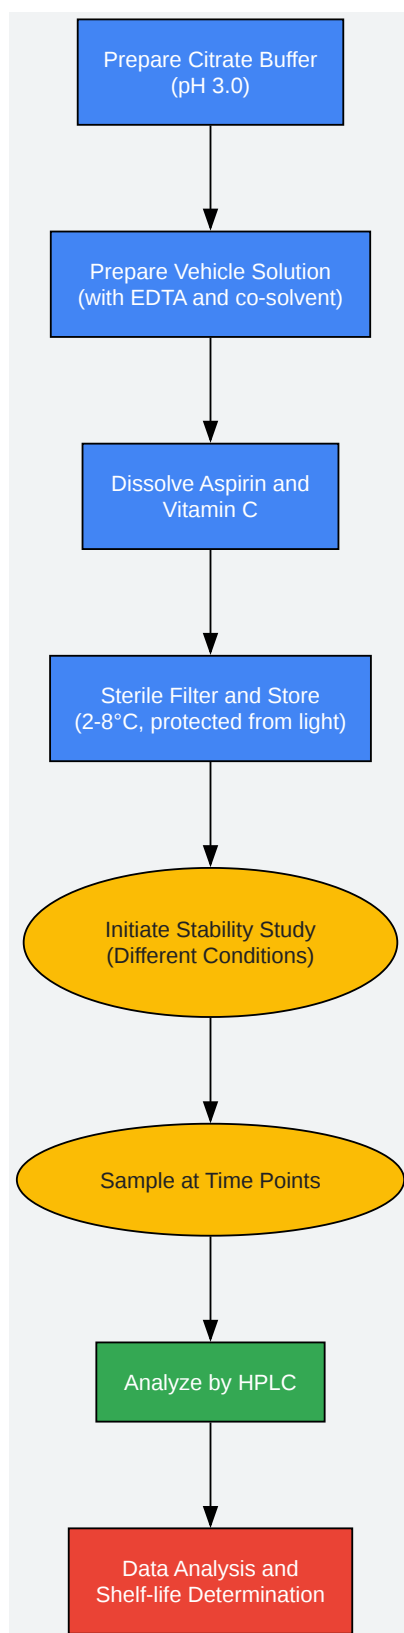 Prepare Citrate Buffer
(pH 3.0)
Prepare Vehicle Solution
(with EDTA and co-solvent)
Dissolve Aspirin and
Vitamin C
Sterile Filter and Store
(2-8°C, protected from light)
Initiate Stability Study
(Different Conditions)
Sample at Time Points
Analyze by HPLC
Data Analysis and
Shelf-life Determination